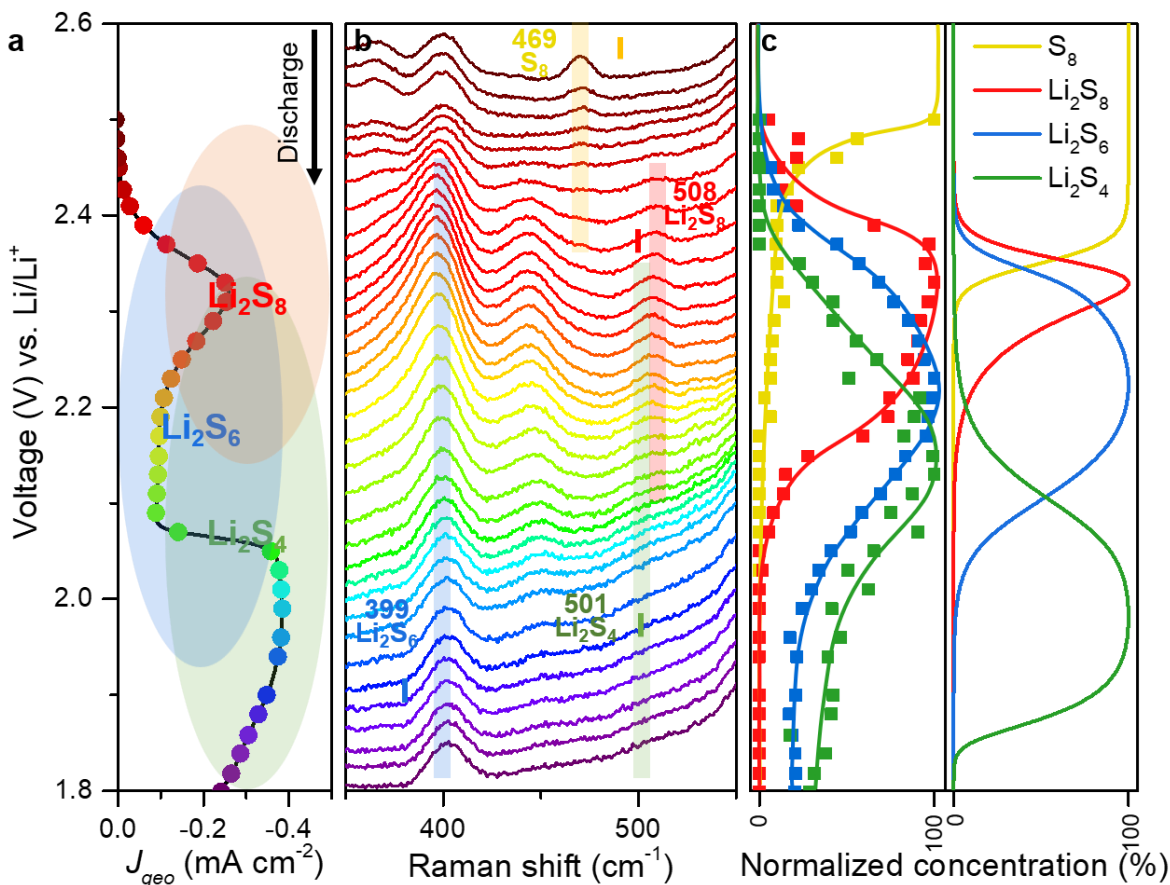 a
b
c
2.6
2.4
2.2
2.0
1.8
Voltage (V) vs. Li/Li⁺
Discharge
Li₂S₈
Li₂S₆
Li₂S₄
0.0 -0.2 -0.4
J_geo (mA cm⁻²)
469
S₈
508
Li₂S₈
399
Li₂S₆
501
Li₂S₄
400 500
Raman shift (cm⁻¹)
S₈
Li₂S₈
Li₂S₆
Li₂S₄
0 100 0 100
Normalized concentration (%)